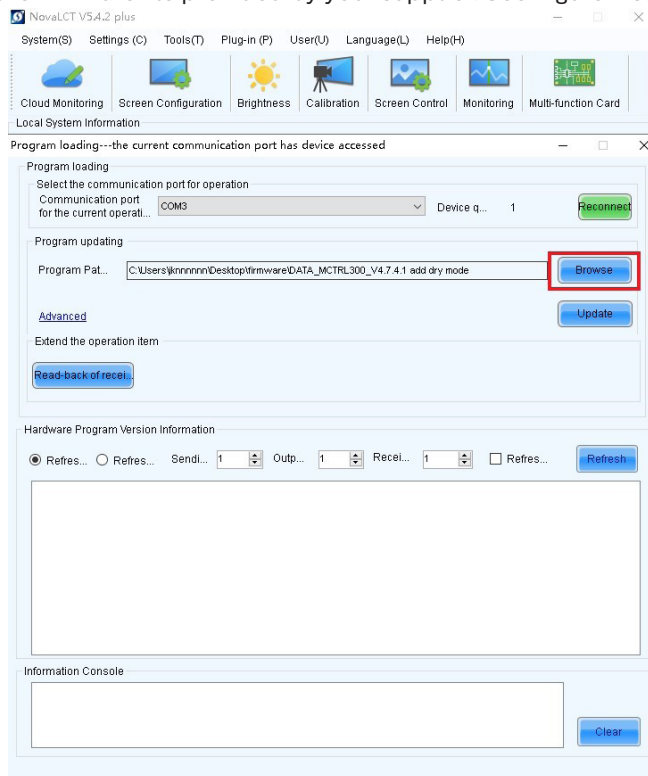 NovaLCT V5.4.2 plus
System(S) Settings (C) Tools(T) Plug-in (P) User(U) Language(L) Help(H)
Cloud Monitoring Screen Configuration Brightness Calibration Screen Control Monitoring Multi-function Card
Local System Information
Program loading---the current communication port has device accessed
Program loading
Select the communication port for operation
Communication port
for the current operati... COM3 Device q... 1 Reconnect
Program updating
Program Pat... C:\Users\jknnnnnn\Desktop\firmware\DATA_MCTRL300_V4.7.4.1 add dry mode Browse
Advanced Update
Extend the operation item
Read-back of recei...
Hardware Program Version Information
Refres... Refres... Sendi... 1 Outp... 1 Recei... 1 Refres... Refresh
Information Console
Clear